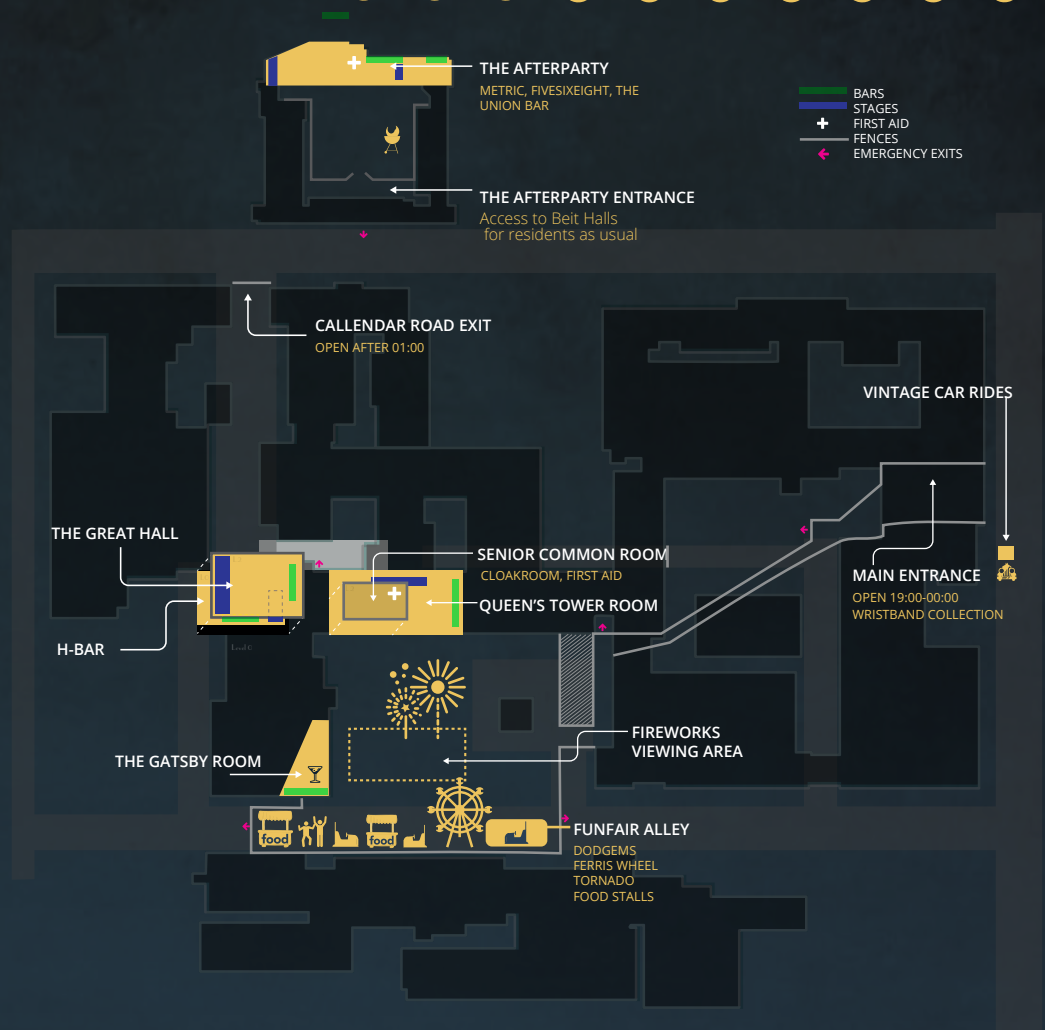 THE AFTERPARTY
METRIC, FIVESIXEIGHT, THE
UNION BAR
BARS
STAGES
FIRST AID
FENCES
EMERGENCY EXITS
THE AFTERPARTY ENTRANCE
Access to Beit Halls
for residents as usual
CALLENDAR ROAD EXIT
OPEN AFTER 01:00
VINTAGE CAR RIDES
THE GREAT HALL
SENIOR COMMON ROOM
CLOAKROOM, FIRST AID
QUEEN'S TOWER ROOM
MAIN ENTRANCE
OPEN 19:00-00:00
WRISTBAND COLLECTION
H-BAR
FIREWORKS
VIEWING AREA
THE GATSBY ROOM
food
food
FUNFAIR ALLEY
DODGEMS
FERRIS WHEEL
TORNADO
FOOD STALLS